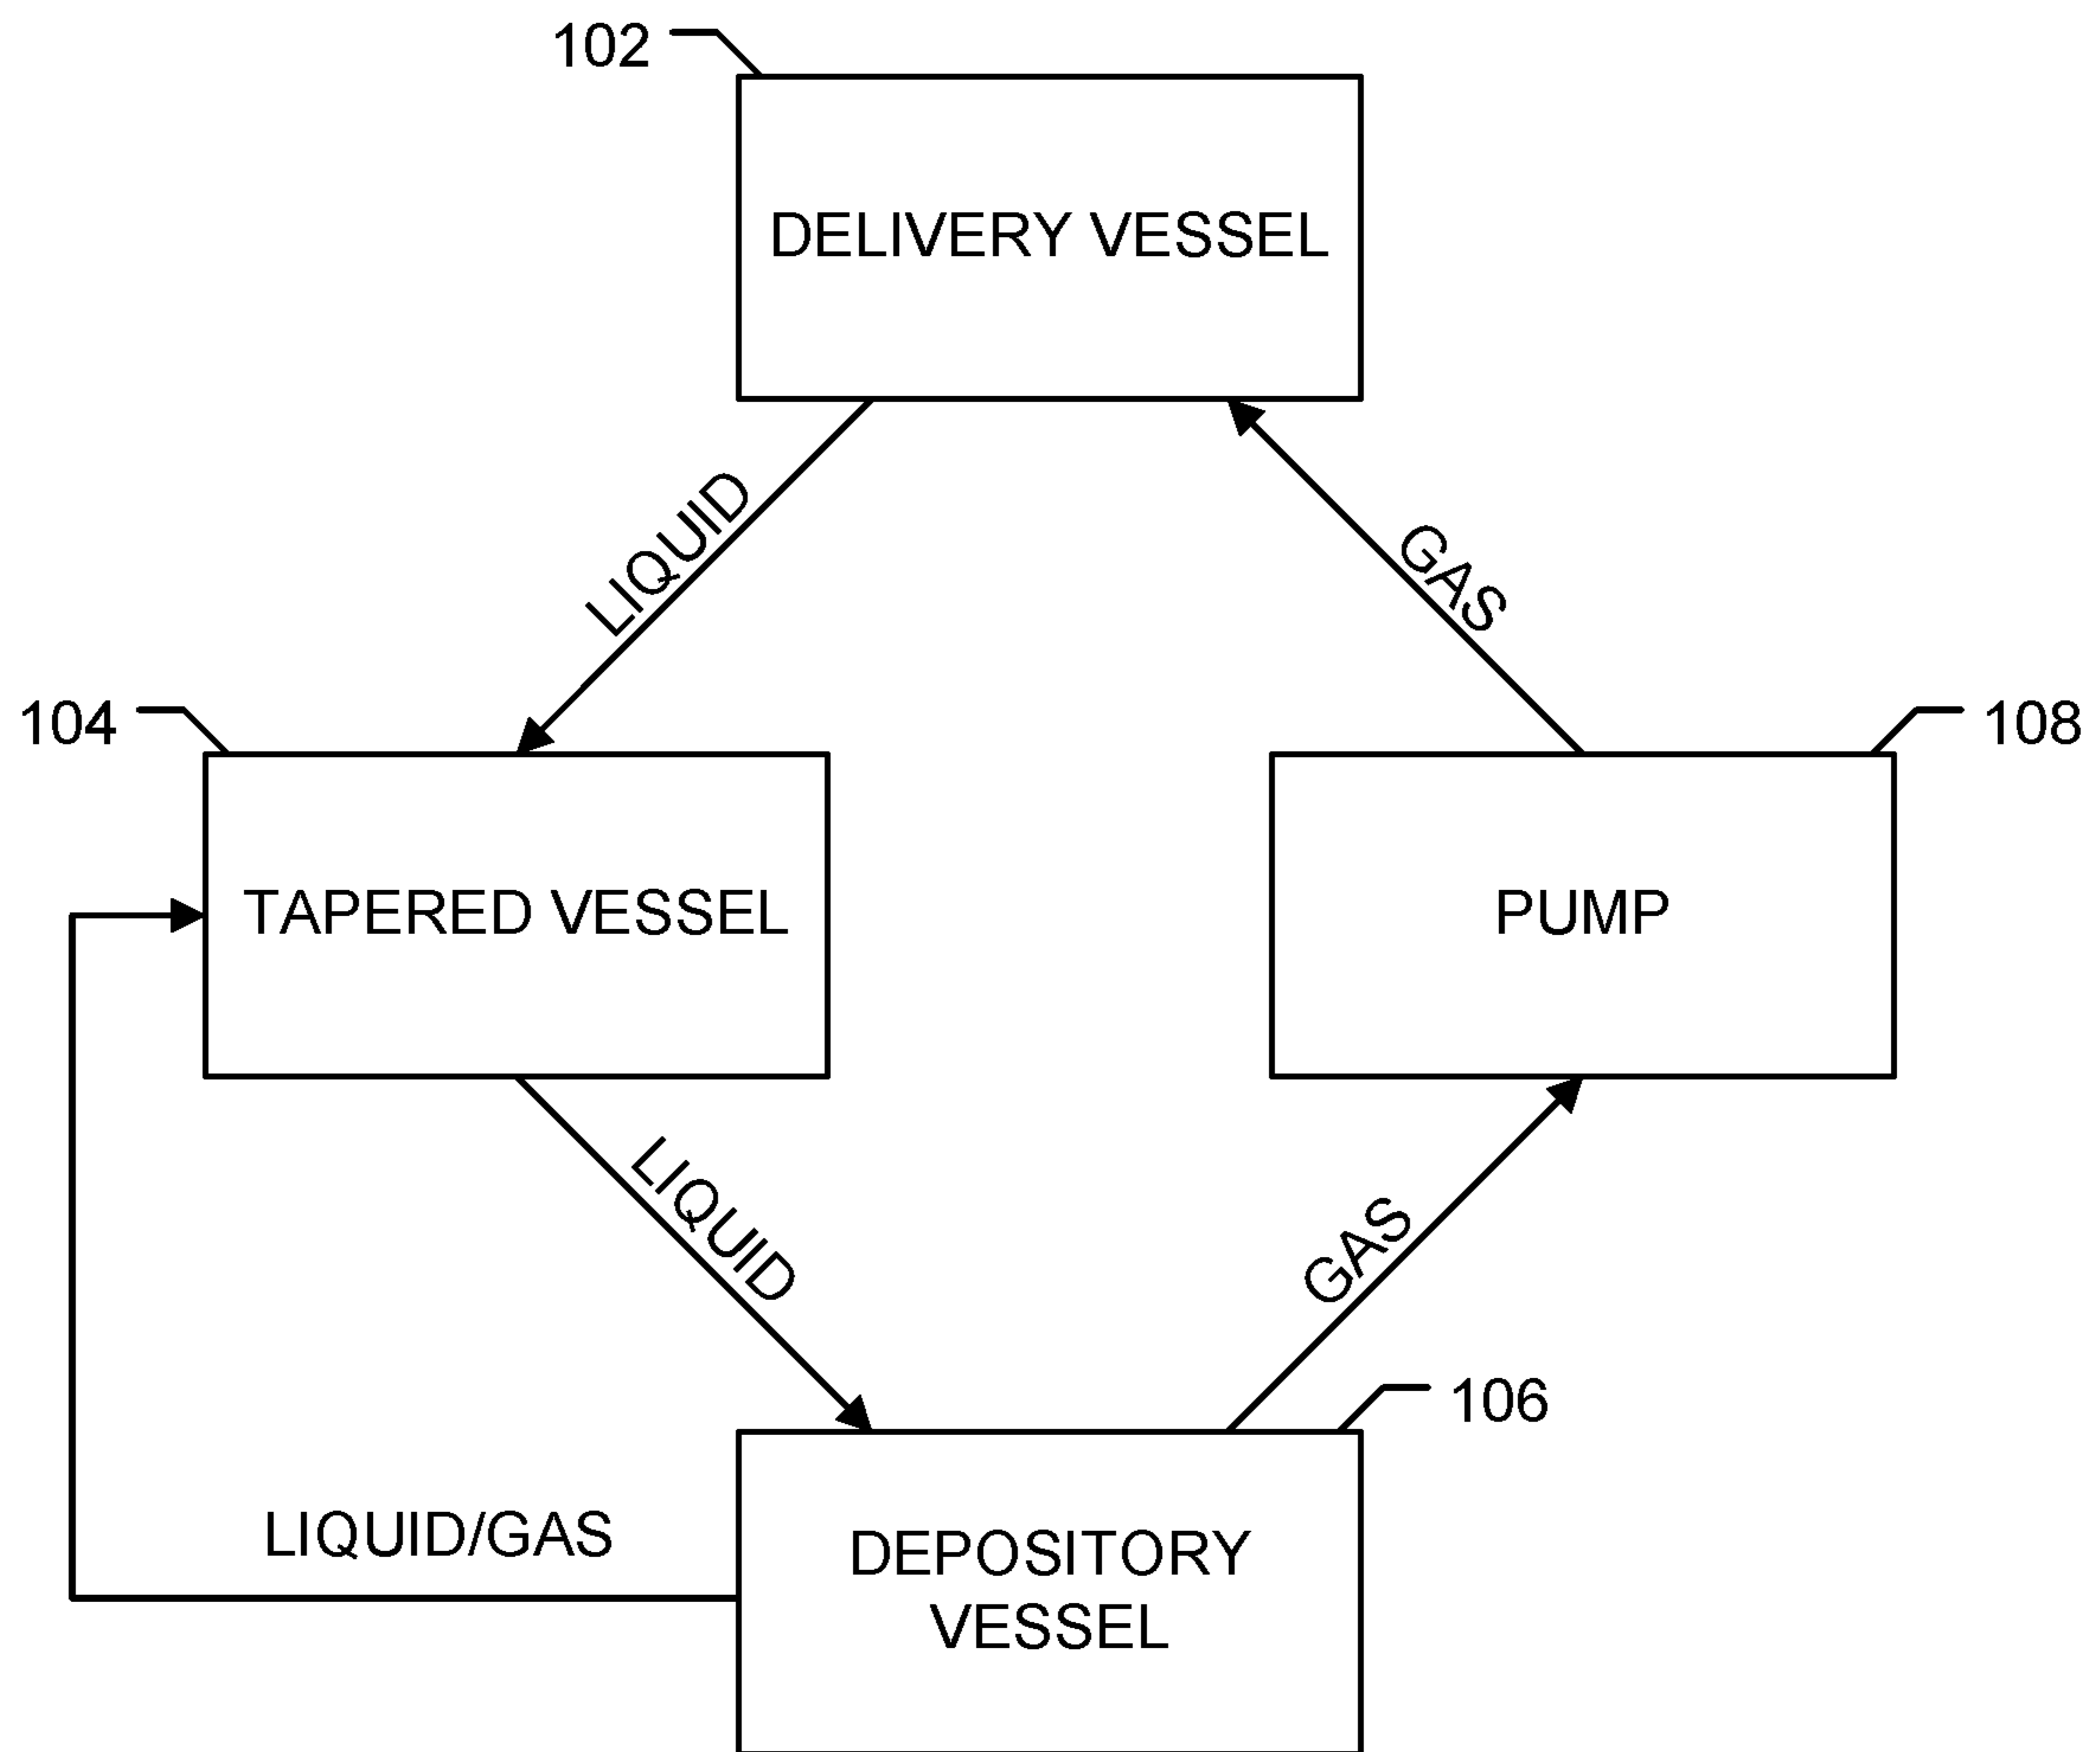 102
DELIVERY VESSEL
LIQUID
GAS
104
108
TAPERED VESSEL
PUMP
LIQUID
GAS
106
LIQUID/GAS
DEPOSITORY
VESSEL